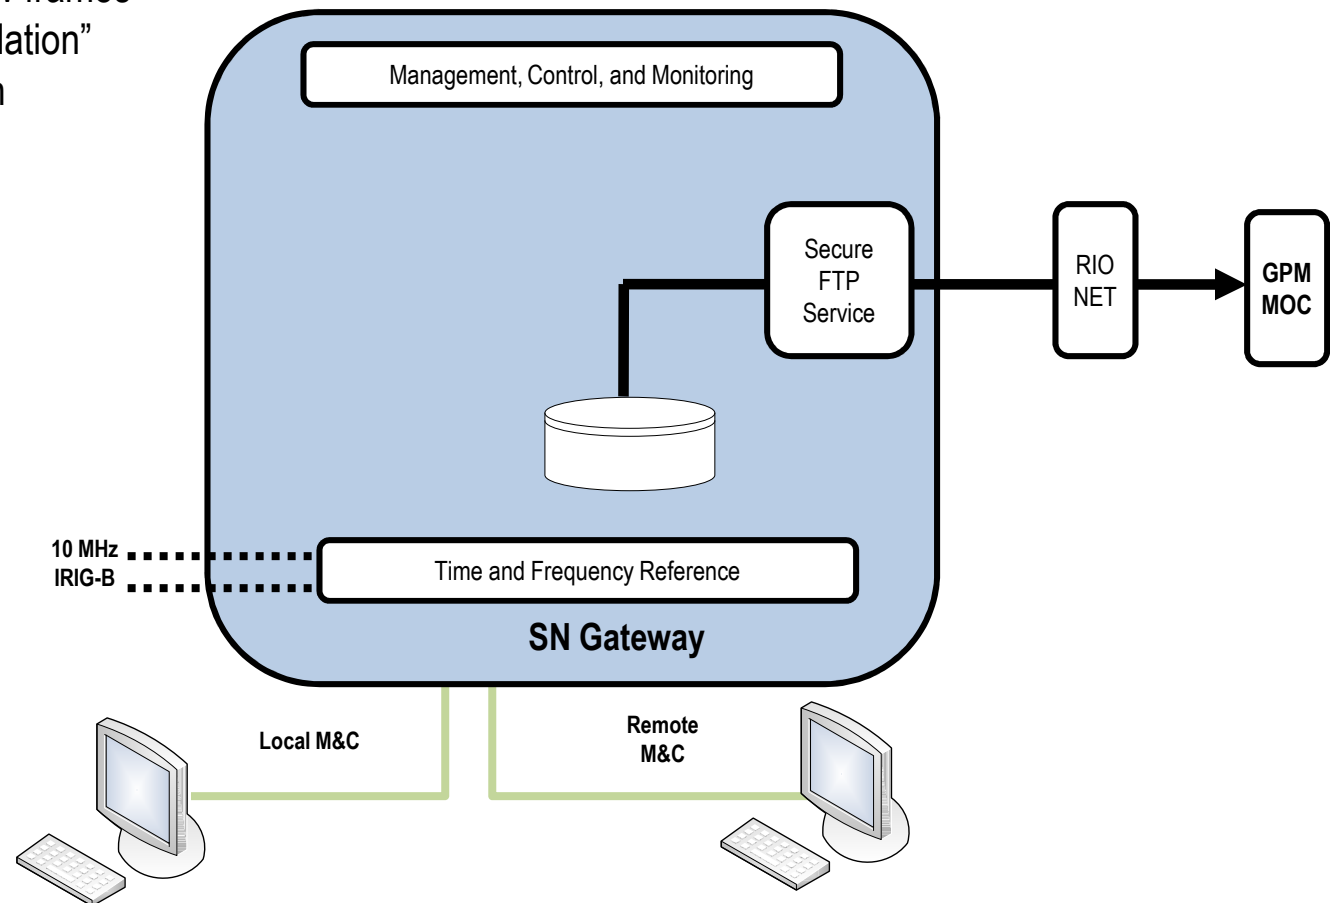 frames
Management, Control, and Monitoring
Secure
FTP
Service
RIO
NET
GPM
MOC
10 MHz
IRIG-B
Time and Frequency Reference
SN Gateway
Local M&C
Remote
M&C